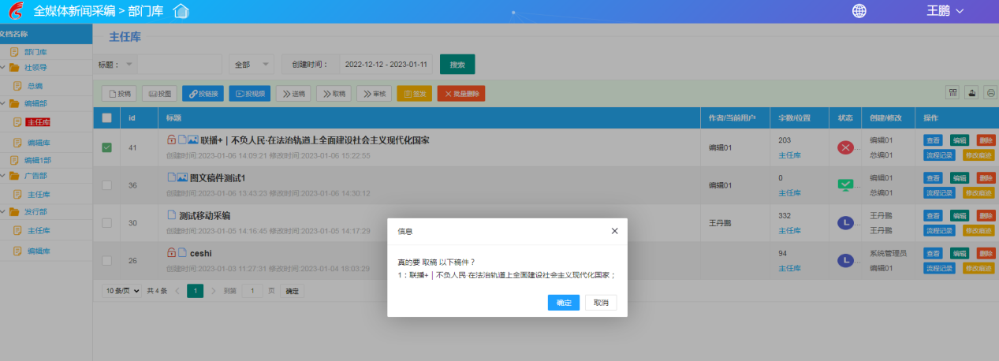 全媒体新闻采编 > 部门库
王鹏
文档名称
部门库
社领导
总编
编辑部
主任库
编辑库
编辑1部
广告部
主任库
发行部
主任库
编辑库
主任库
标题： 全部 创建时间： 2022-12-12 - 2023-01-11 搜索
投稿 投图 投链接 投视频 送稿 取稿 审核 签发 批量删除
id 标题 作者/当前用户 字数/位置 状态 创建/修改 操作
41 联播+｜不负人民·在法治轨道上全面建设社会主义现代化国家 编辑01 203 编辑01 查看 编辑 删除
创建时间:2023-01-06 14:09:21 修改时间:2023-01-06 15:22:55 主任库 ... 总编01 流程记录 修改痕迹
36 图文稿件测试1 编辑01 0 编辑01 查看 编辑 删除
创建时间:2023-01-06 13:43:23 修改时间:2023-01-06 14:30:12 主任库 ... 总编01 流程记录 修改痕迹
30 测试移动采编 王丹鹏 332 王丹鹏 查看 编辑 删除
创建时间:2023-01-05 14:16:45 修改时间:2023-01-05 14:17:29 主任库 ... 王丹鹏 流程记录 修改痕迹
26 ceshi 94 系统管理员 查看 编辑 删除
创建时间:2023-01-03 11:27:31 修改时间:2023-01-04 18:03:29 主任库 ... 编辑01 流程记录 修改痕迹
10 条/页 共 4 条 1 到第 1 页 确定
信息
真的要 取稿 以下稿件？
1：联播+｜不负人民·在法治轨道上全面建设社会主义现代化国家；
确定 取消